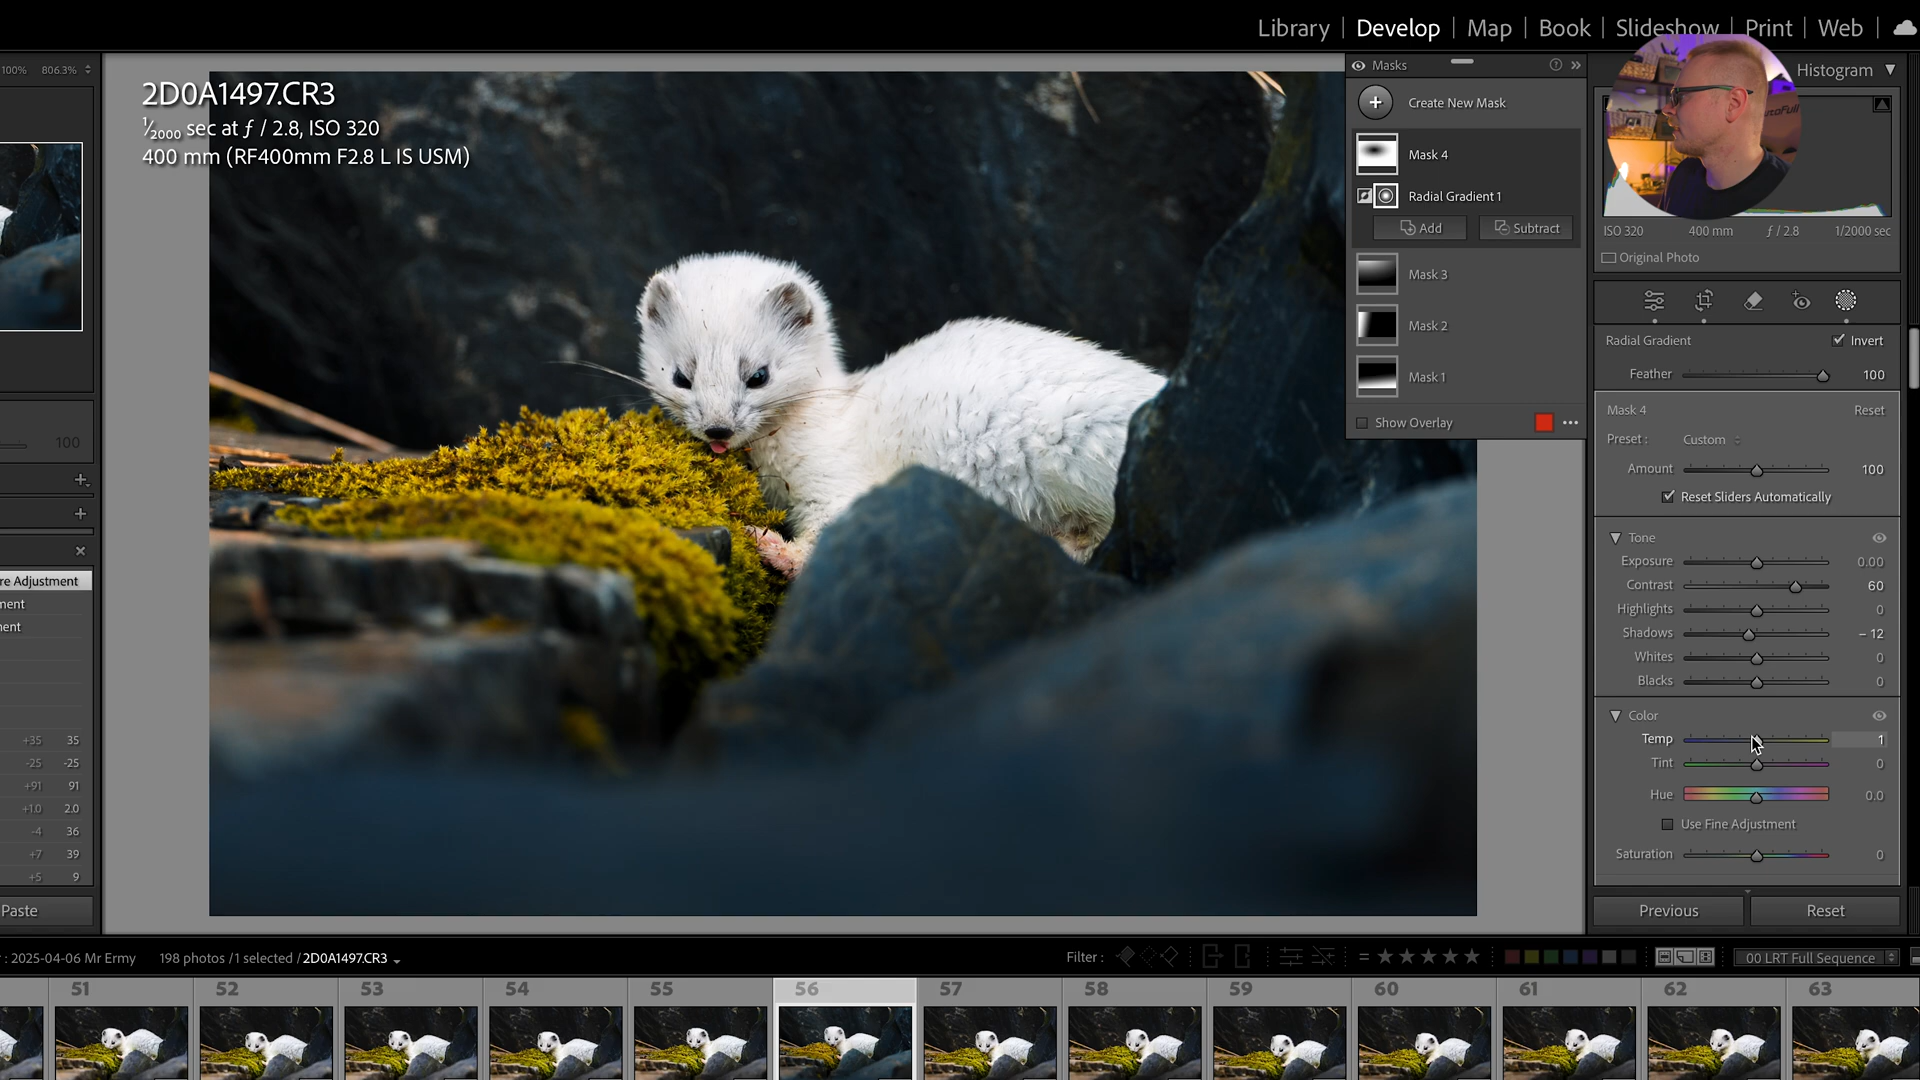 Library | Develop | Map | Book | Slideshow | Print | Web |
100% 806.3%
2D0A1497.CR3
1/2000 sec at ƒ / 2.8, ISO 320
400 mm (RF400mm F2.8 L IS USM)
Masks
Create New Mask
Mask 4
Radial Gradient 1
Add Subtract
Mask 3
Mask 2
Mask 1
Show Overlay
Histogram
ISO 320 400 mm ƒ / 2.8 1/2000 sec
Original Photo
Radial Gradient Invert
Feather 100
Mask 4 Reset
Preset : Custom
Amount 100
Reset Sliders Automatically
Tone
Exposure 0.00
Contrast 60
Highlights 0
Shadows – 12
Whites 0
Blacks 0
Color
Temp 1
Tint 0
Hue 0.0
Use Fine Adjustment
Saturation 0
Previous Reset
100
re Adjustment
ment
ent
+35 35
-25 -25
+91 91
+1.0 2.0
-4 36
+7 39
+5 9
Paste
: 2025-04-06 Mr Ermy 198 photos / 1 selected / 2D0A1497.CR3
Filter :
00 LRT Full Sequence
51 52 53 54 55 56 57 58 59 60 61 62 63